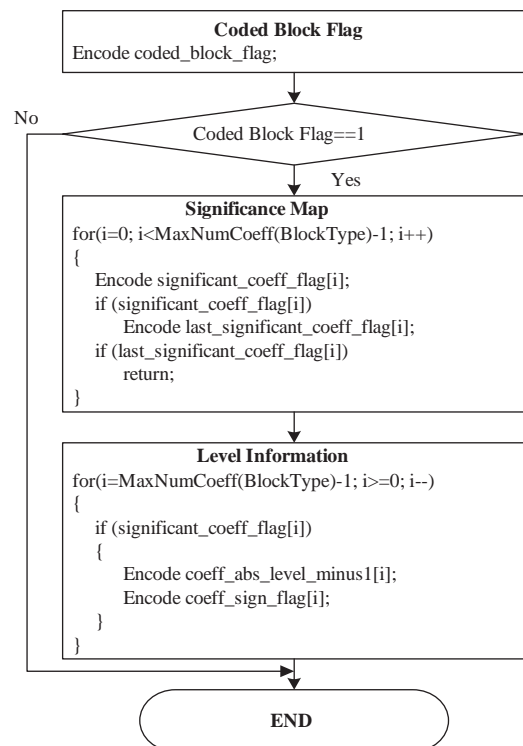 Coded Block Flag
Encode coded_block_flag;
No
Coded Block Flag==1
Yes
Significance Map
for(i=0; i<MaxNumCoeff(BlockType)-1; i++)
{
Encode significant_coeff_flag[i];
if (significant_coeff_flag[i])
Encode last_significant_coeff_flag[i];
if (last_significant_coeff_flag[i])
return;
}
Level Information
for(i=MaxNumCoeff(BlockType)-1; i>=0; i--)
{
if (significant_coeff_flag[i])
{
Encode coeff_abs_level_minus1[i];
Encode coeff_sign_flag[i];
}
}
END